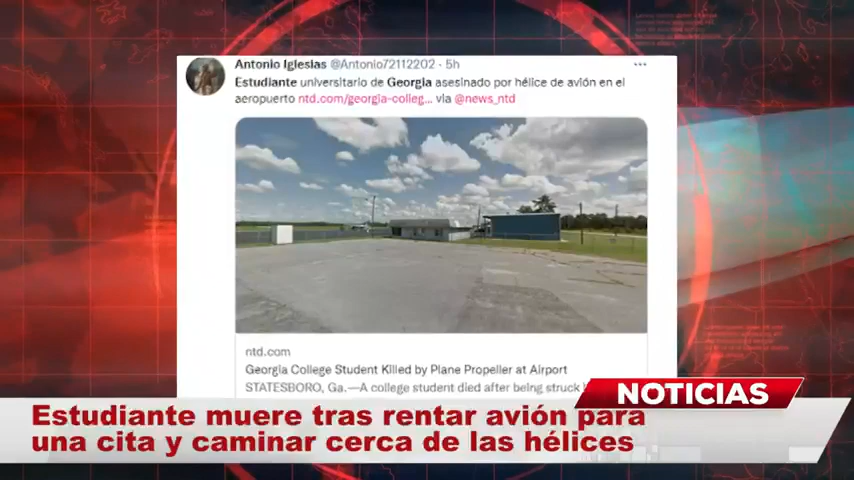 Antonio Iglesias @Antonio72112202 · 5h
Estudiante universitario de Georgia asesinado por hélice de avión en el
aeropuerto ntd.com/georgia-colleg... via @news_ntd
ntd.com
Georgia College Student Killed by Plane Propeller at Airport
STATESBORO, Ga.—A college student died after being struck
NOTICIAS
Estudiante muere tras rentar avión para
una cita y caminar cerca de las hélices